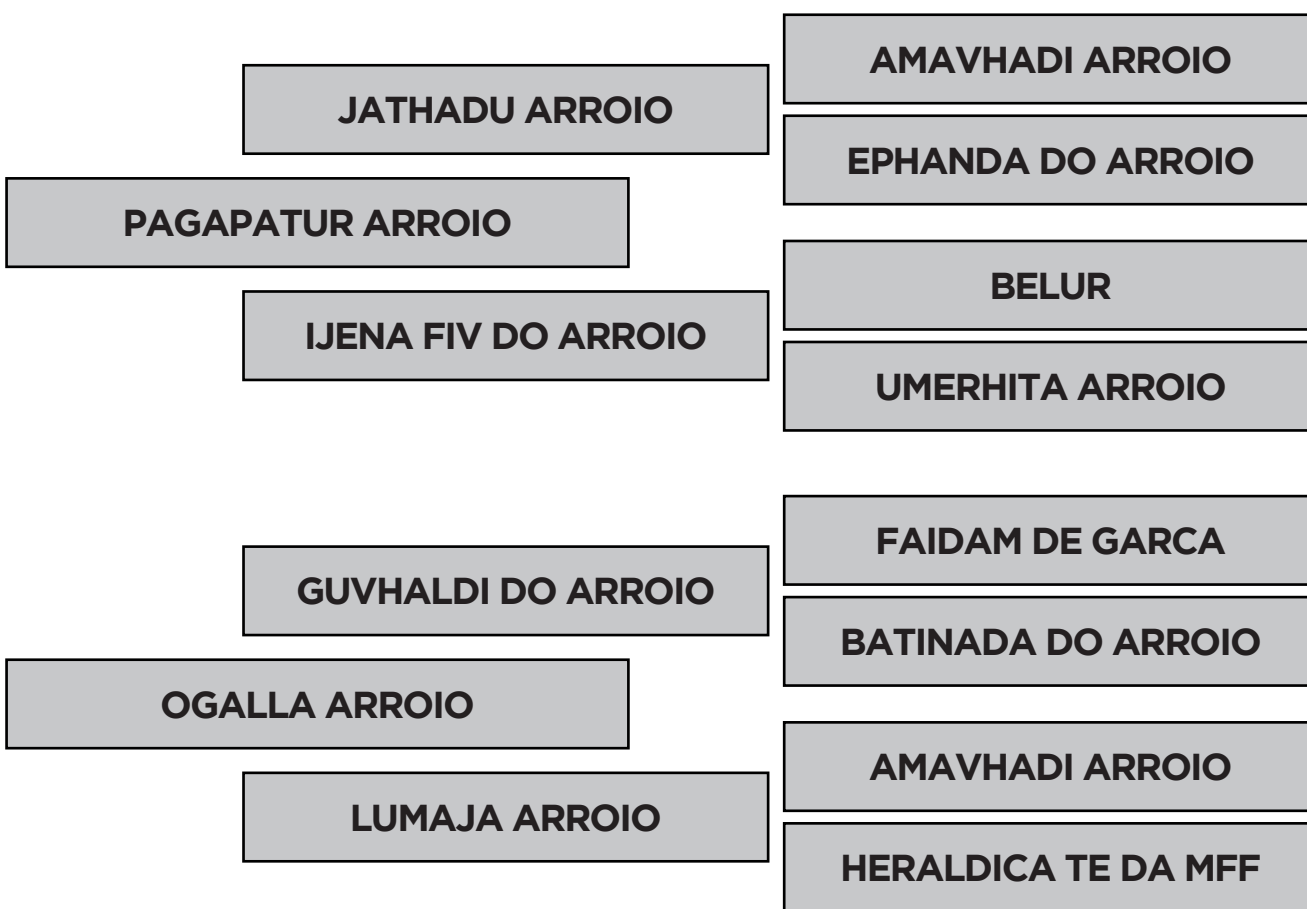 AMAVHADI ARROIO
JATHADU ARROIO
EPHANDA DO ARROIO
PAGAPATUR ARROIO
BELUR
IJENA FIV DO ARROIO
UMERHITA ARROIO
FAIDAM DE GARCA
GUVHALDI DO ARROIO
BATINADA DO ARROIO
OGALLA ARROIO
AMAVHADI ARROIO
LUMAJA ARROIO
HERALDICA TE DA MFF